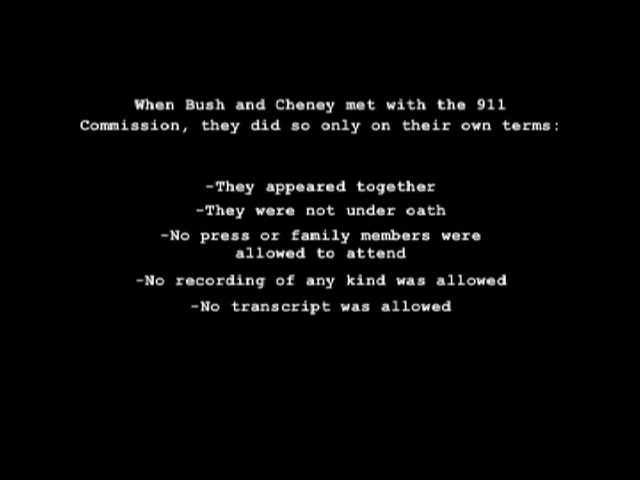 When Bush and Cheney met with the 911
Commission, they did so only on their own terms:
-They appeared together
-They were not under oath
-No press or family members were
allowed to attend
-No recording of any kind was allowed
-No transcript was allowed